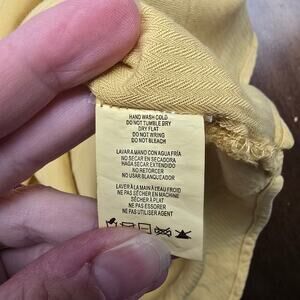 HAND WASH COLD
DO NOT TUMBLE DRY
DRY FLAT
DO NOT WRING
DO NOT BLEACH
LAVAR A MANO CON AGUA FRÍA
NO SECAR EN SECADORA
HAGA SECAR EXTENDIDO
NO RETORCER
NO USAR BLANQUEADOR
LAVER À LA MAIN À L'EAU FROID
NE PAS SÉCHER EN MACHINE
SÉCHER À PLAT
NE PAS ESSORER
NE PAS UTILISER AGENT